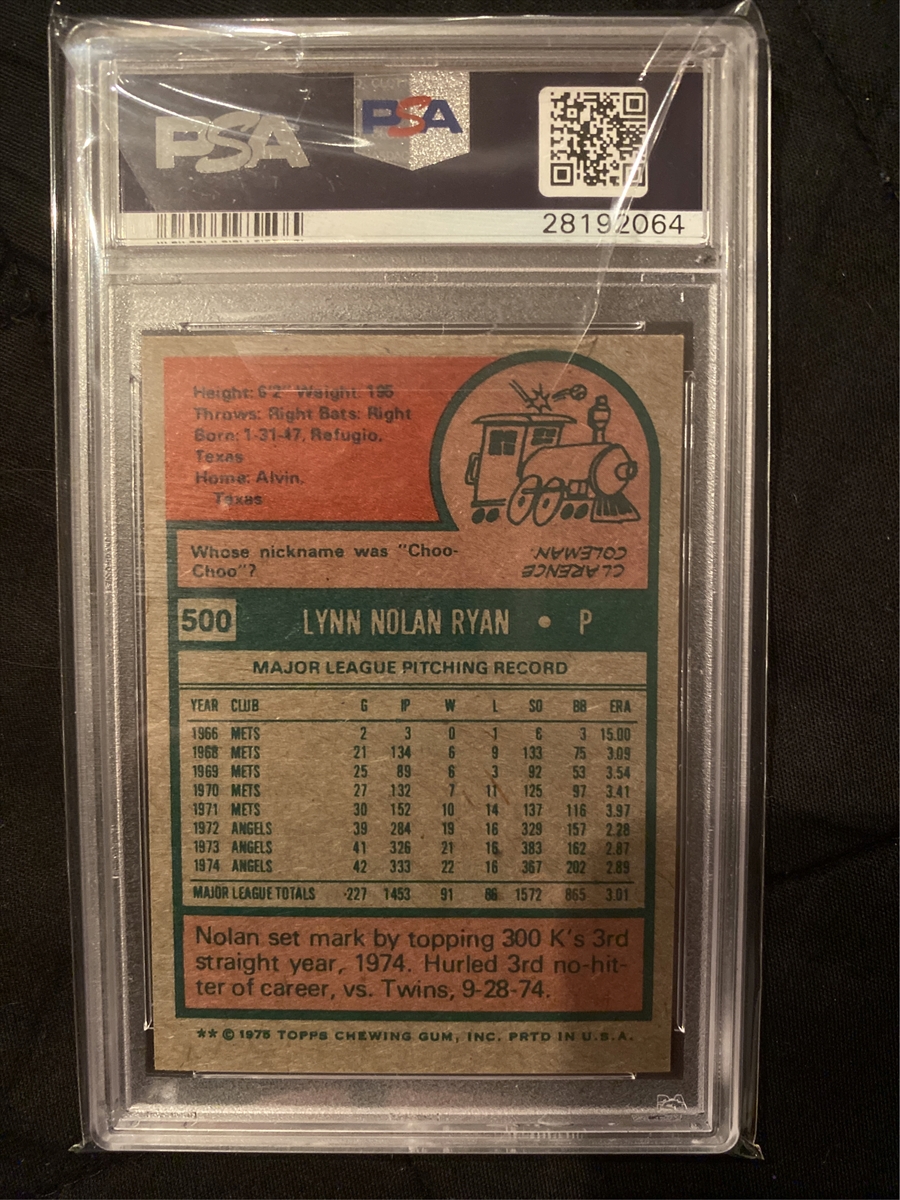 PSA
PSA
28192064
Height: 6'2" Weight: 195
Throws: Right Bats: Right
Born: 1-31-47, Refugio,
Texas
Home: Alvin,
Texas
Whose nickname was "Choo-
Choo"?
CLARENCE
COLEMAN.
500 LYNN NOLAN RYAN • P
MAJOR LEAGUE PITCHING RECORD
YEAR CLUB G IP W L SO BB ERA
1966 METS 2 3 0 1 6 3 15.00
1968 METS 21 134 6 9 133 75 3.09
1969 METS 25 89 6 3 92 53 3.54
1970 METS 27 132 7 11 125 97 3.41
1971 METS 30 152 10 14 137 116 3.97
1972 ANGELS 39 284 19 16 329 157 2.28
1973 ANGELS 41 326 21 16 383 162 2.87
1974 ANGELS 42 333 22 16 367 202 2.89
MAJOR LEAGUE TOTALS 227 1453 91 86 1572 865 3.01
Nolan set mark by topping 300 K's 3rd
straight year, 1974. Hurled 3rd no-hit-
ter of career, vs. Twins, 9-28-74.
** © 1975 TOPPS CHEWING GUM, INC. PRTD IN U.S.A.
PSA